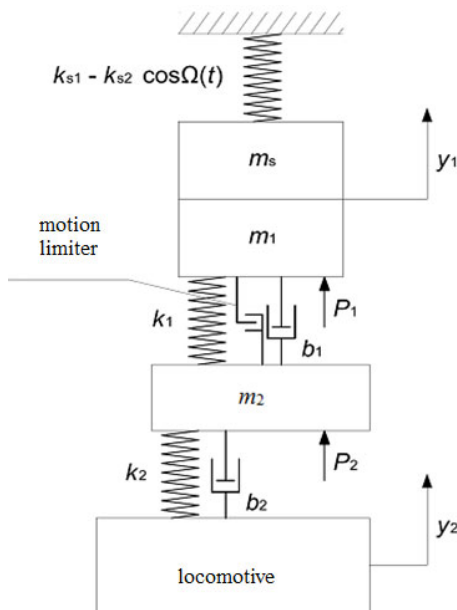 ks1 - ks2 cosΩ(t)
ms
y1
motion
limiter
m1
k1
P1
b1
m2
k2
P2
b2
y2
locomotive